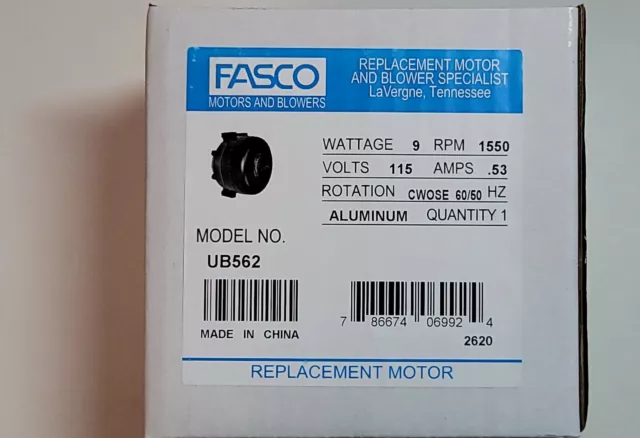 FASCO
MOTORS AND BLOWERS
REPLACEMENT MOTOR
AND BLOWER SPECIALIST
LaVergne, Tennessee
WATTAGE 9 RPM 1550
VOLTS 115 AMPS .53
ROTATION CWOSE 60/50 HZ
ALUMINUM QUANTITY 1
MODEL NO.
UB562
MADE IN CHINA
7 86674 06992 4
2620
REPLACEMENT MOTOR